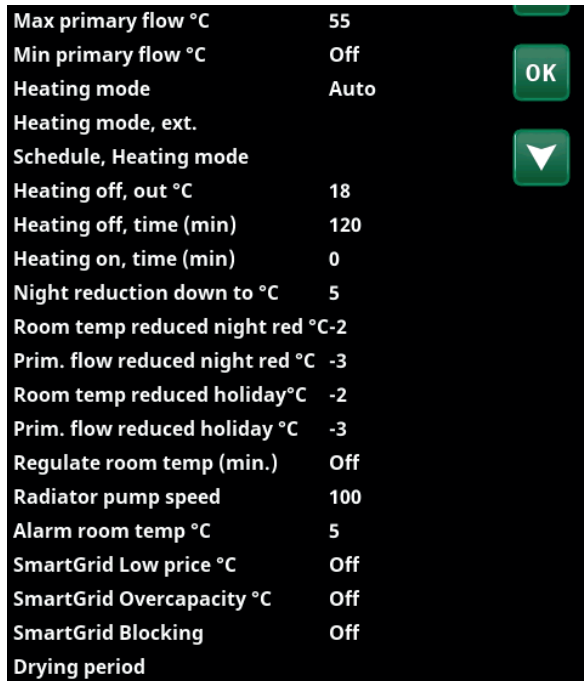 Max primary flow °C 55
Min primary flow °C Off
OK
Heating mode Auto
Heating mode, ext.
Schedule, Heating mode
Heating off, out °C 18
Heating off, time (min) 120
Heating on, time (min) 0
Night reduction down to °C 5
Room temp reduced night red °C-2
Prim. flow reduced night red °C -3
Room temp reduced holiday°C -2
Prim. flow reduced holiday °C -3
Regulate room temp (min.) Off
Radiator pump speed 100
Alarm room temp °C 5
SmartGrid Low price °C Off
SmartGrid Overcapacity °C Off
SmartGrid Blocking Off
Drying period